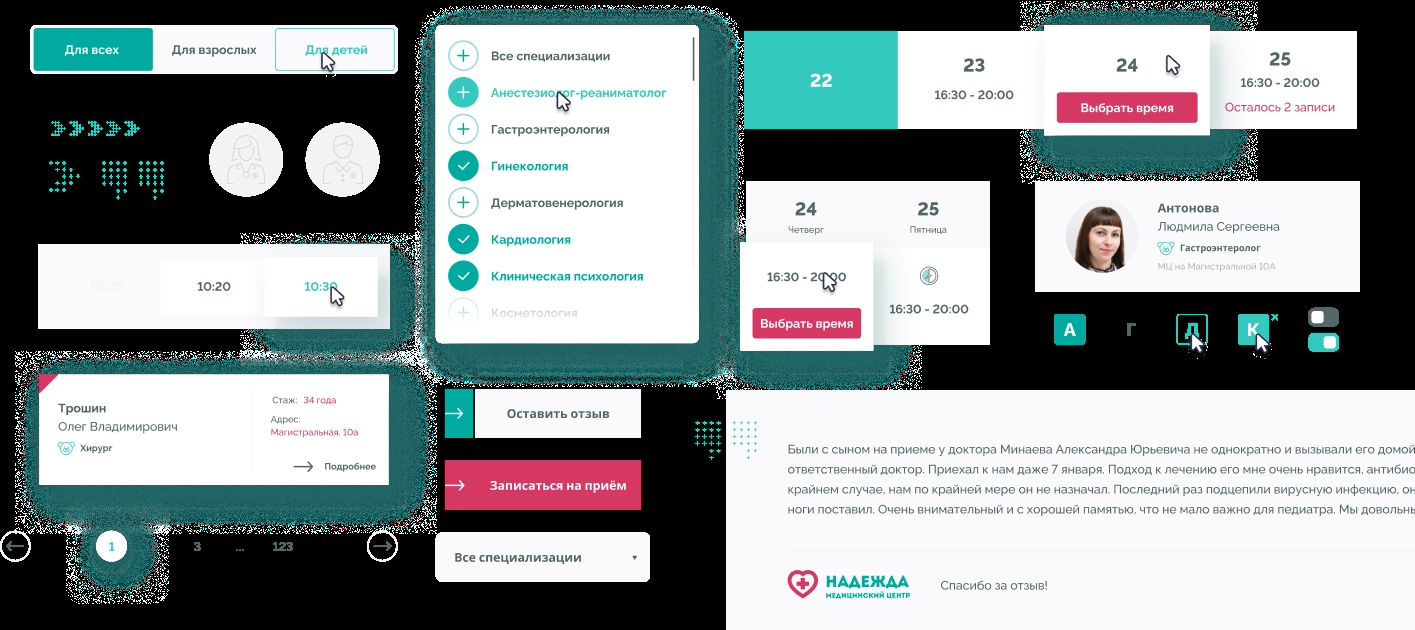 Для всех
Для взрослых
Для детей
Все специализации
Анестезиолог-реаниматолог
Гастроэнтерология
Гинекология
Дерматовенерология
Кардиология
Клиническая психология
Косметология
22
23
16:30 - 20:00
24
Выбрать время
25
16:30 - 20:00
Осталось 2 записи
24
Четверг
25
Пятница
16:30 - 20:00
Выбрать время
16:30 - 20:00
Антонова
Людмила Сергеевна
Гастроэнтеролог
МЦ на Магистральной 10А
10:20
10:20
10:30
А
Г
Д
К
Трошин
Олег Владимирович
Хирург
Стаж: 34 года
Адрес:
Магистральная, 10а
Подробнее
1
3
...
123
Оставить отзыв
Записаться на приём
Все специализации
Были с сыном на приеме у доктора Минаева Александра Юрьевича не однократно и вызывали его домой
ответственный доктор. Приехал к нам даже 7 января. Подход к лечению его мне очень нравится, антибио
крайнем случае, нам по крайней мере он не назначал. Последний раз подцепили вирусную инфекцию, он
ноги поставил. Очень внимательный и с хорошей памятью, что не мало важно для педиатра. Мы довольны
НАДЕЖДА
МЕДИЦИНСКИЙ ЦЕНТР
Спасибо за отзыв!